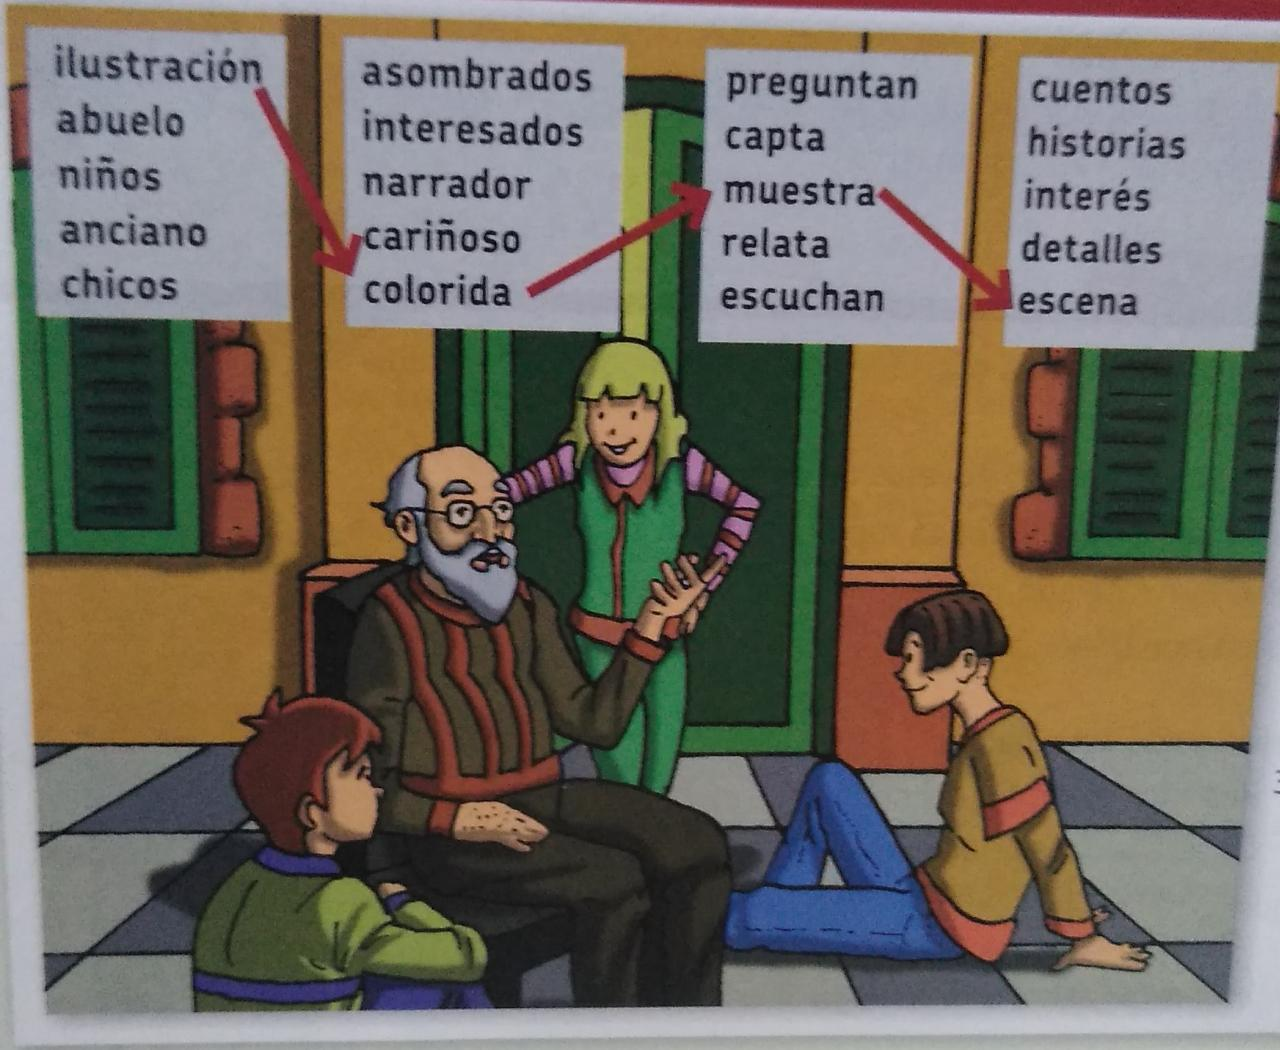 ilustración
abuelo
niños
anciano
chicos
asombrados
interesados
narrador
cariñoso
colorida
preguntan
capta
muestra
relata
escuchan
cuentos
historias
interés
detalles
escena